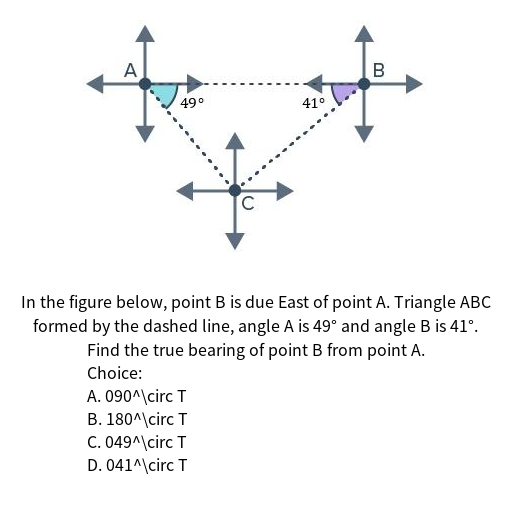 A
B
49°
41°
C
In the figure below, point B is due East of point A. Triangle ABC
formed by the dashed line, angle A is 49° and angle B is 41°.
Find the true bearing of point B from point A.
Choice:
A. 090^\circ T
B. 180^\circ T
C. 049^\circ T
D. 041^\circ T